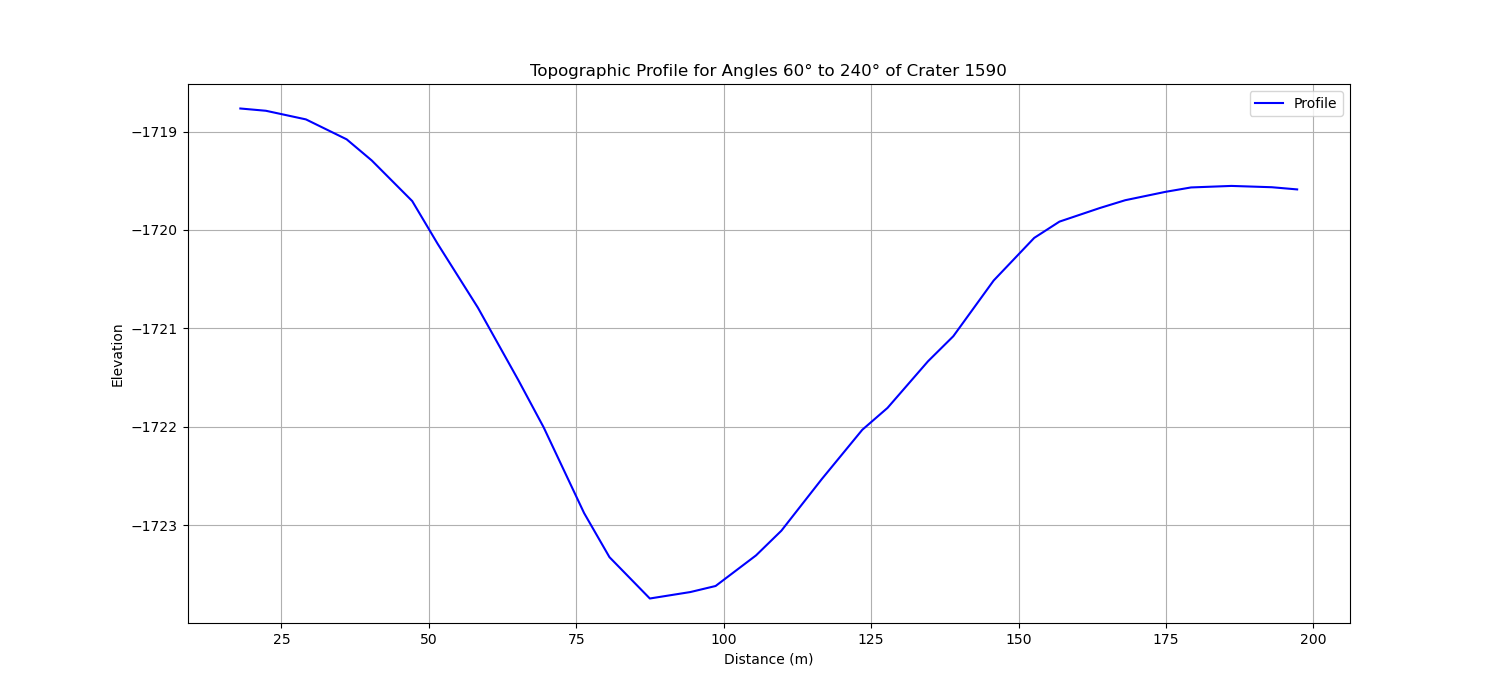 Topographic Profile for Angles 60° to 240° of Crater 1590
Profile
Elevation
−1719
−1720
−1721
−1722
−1723
25 50 75 100 125 150 175 200
Distance (m)